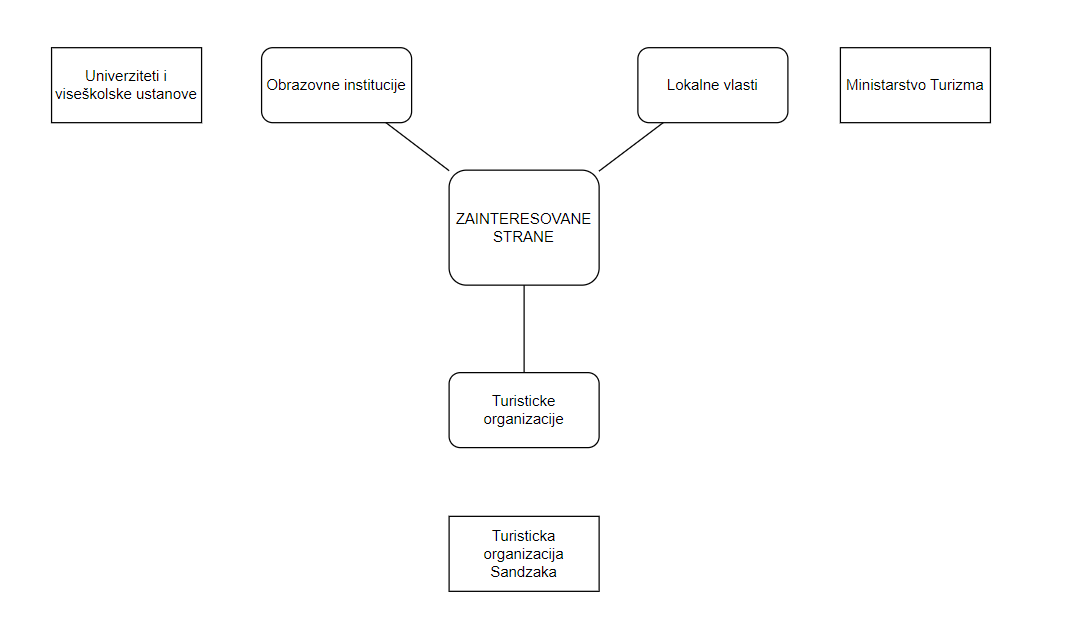 Univerziteti i
viseškolske ustanove
Obrazovne institucije
Lokalne vlasti
Ministarstvo Turizma
ZAINTERESOVANE
STRANE
Turisticke
organizacije
Turisticka
organizacija
Sandzaka